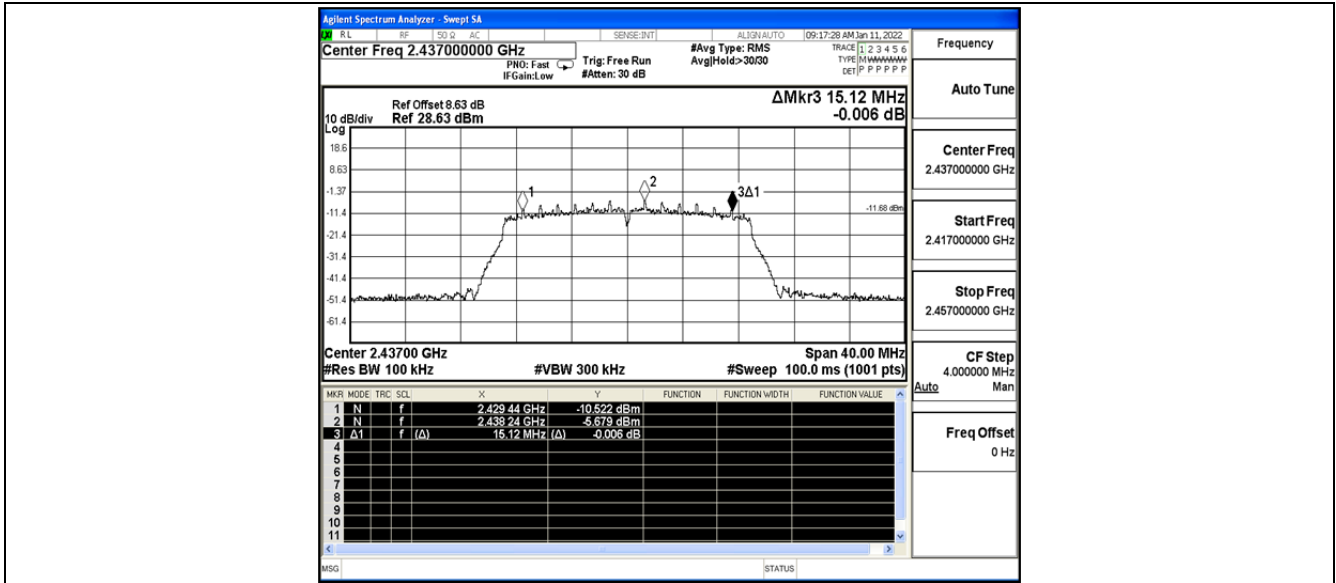 Agilent Spectrum Analyzer - Swept SA
LXI RL RF 50 Ω AC SENSE:INT ALIGN AUTO 09:17:28 AM Jan 11, 2022
Center Freq 2.437000000 GHz
PNO: Fast
IFGain:Low
Trig: Free Run
#Atten: 30 dB
#Avg Type: RMS
Avg|Hold:>30/30
TRACE 1 2 3 4 5 6
TYPE MWWWWW
DET P P P P P P
ΔMkr3 15.12 MHz
-0.006 dB
Ref Offset 8.63 dB
10 dB/div Ref 28.63 dBm
Log
18.6
8.63
-1.37
-11.4
-21.4
-31.4
-41.4
-51.4
-61.4
1
2
3Δ1
-11.68 dBm
Center 2.43700 GHz Span 40.00 MHz
#Res BW 100 kHz #VBW 300 kHz #Sweep 100.0 ms (1001 pts)
MKR MODE TRC SCL X Y FUNCTION FUNCTION WIDTH FUNCTION VALUE
1 N f 2.429 44 GHz -10.522 dBm
2 N f 2.438 24 GHz -5.679 dBm
3 Δ1 f (Δ) 15.12 MHz (Δ) -0.006 dB
4
5
6
7
8
9
10
11
MSG STATUS
Frequency
Auto Tune
Center Freq
2.437000000 GHz
Start Freq
2.417000000 GHz
Stop Freq
2.457000000 GHz
CF Step
4.000000 MHz
Auto Man
Freq Offset
0 Hz